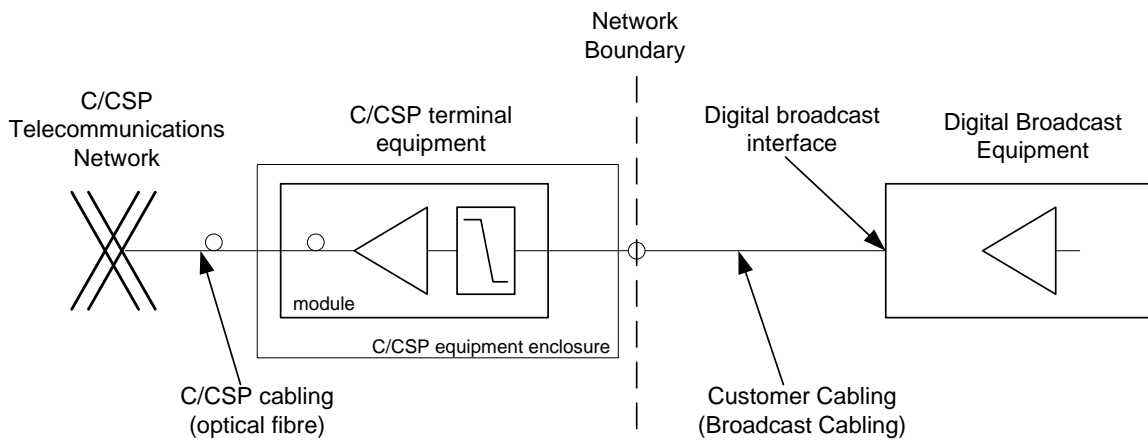 Network
Boundary
C/CSP
Telecommunications
Network
C/CSP terminal
equipment
Digital broadcast
interface
Digital Broadcast
Equipment
module
C/CSP equipment enclosure
C/CSP cabling
(optical fibre)
Customer Cabling
(Broadcast Cabling)